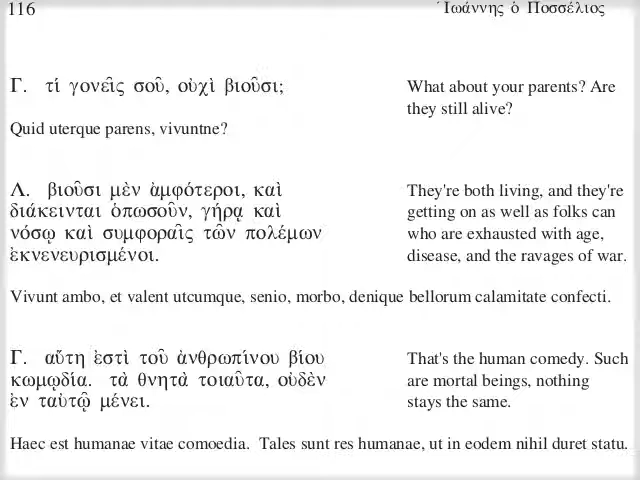 116 ᾿Ιωάννης ὁ Ποσσέλιος
Γ. τί γονεῖς σοῦ, οὐχὶ βιοῦσι; What about your parents? Are
they still alive?
Quid uterque parens, vivuntne?
Λ. βιοῦσι μὲν ἀμφότεροι, καὶ They're both living, and they're
διάκεινται ὁπωσοῦν, γήρᾳ καὶ getting on as well as folks can
νόσῳ καὶ συμφοραῖς τῶν πολέμων who are exhausted with age,
ἐκνενευρισμένοι. disease, and the ravages of war.
Vivunt ambo, et valent utcumque, senio, morbo, denique bellorum calamitate confecti.
Γ. αὕτη ἐστὶ τοῦ ἀνθρωπίνου βίου That's the human comedy. Such
κωμῳδία. τὰ θνητὰ τοιαῦτα, οὐδὲν are mortal beings, nothing
ἐν ταὐτῷ μένει. stays the same.
Haec est humanae vitae comoedia. Tales sunt res humanae, ut in eodem nihil duret statu.